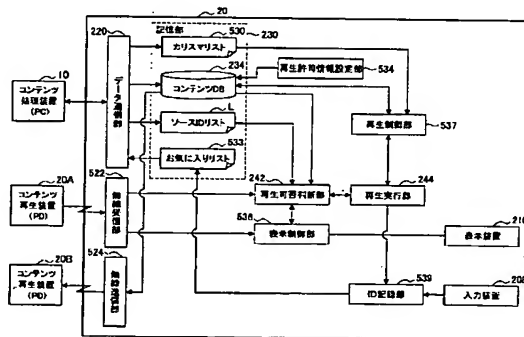 20
220
記憶部
530
230
カリスマリスト
234
再生許可情報設定部
534
10
コンテンツ
処理装置
(PC)
データ通信部
コンテンツDB
再生制御部
537
L
ソースIDリスト
533
お気に入りリスト
522
242
244
20A
コンテンツ
再生装置
(PD)
無線受信部
再生可否判断部
再生実行部
536
表示制御部
表示装置
524
20B
コンテンツ
再生装置
(PD)
539
ID記録部
入力装置